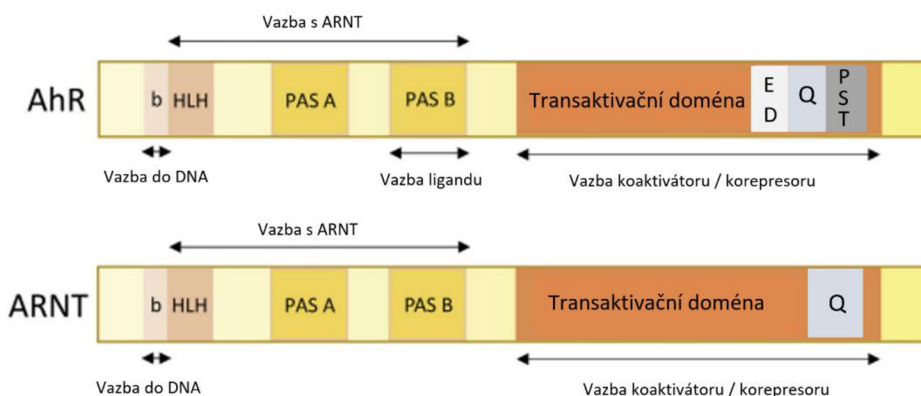 Vazba s ARNT
AhR
b
HLH
PAS A
PAS B
Transaktivační doména
E
D
Q
P
S
T
Vazba do DNA
Vazba ligandu
Vazba koaktivátoru / korepresoru
Vazba s ARNT
ARNT
b
HLH
PAS A
PAS B
Transaktivační doména
Q
Vazba do DNA
Vazba koaktivátoru / korepresoru